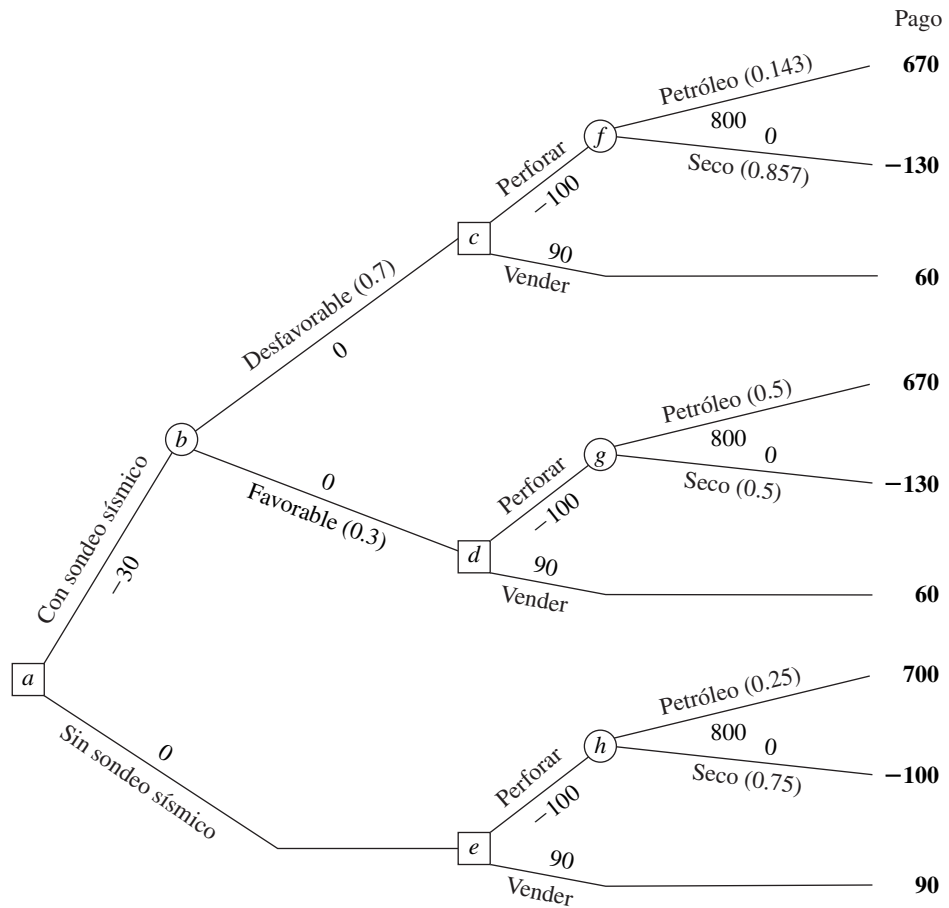 Pago
670
Petróleo (0.143)
800
0
f
Seco (0.857)
−130
Perforar
−100
c
90
Vender
60
Desfavorable (0.7)
0
670
Petróleo (0.5)
800
0
g
Seco (0.5)
−130
Perforar
−100
b
0
Favorable (0.3)
d
90
Vender
60
Con sondeo sísmico
−30
a
700
Petróleo (0.25)
800
0
h
Seco (0.75)
−100
Perforar
−100
0
Sin sondeo sísmico
e
90
Vender
90